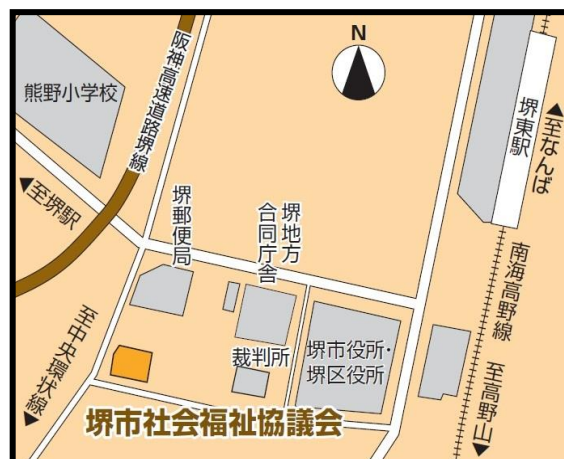 N
熊野小学校
阪神高速道路堺線
堺東駅
▲至なんば
◀至堺駅
堺郵便局
堺地方
合同庁舎
南海高野線
至高野山▶
至中央環状線▶
裁判所
堺市役所・
堺区役所
堺市社会福祉協議会